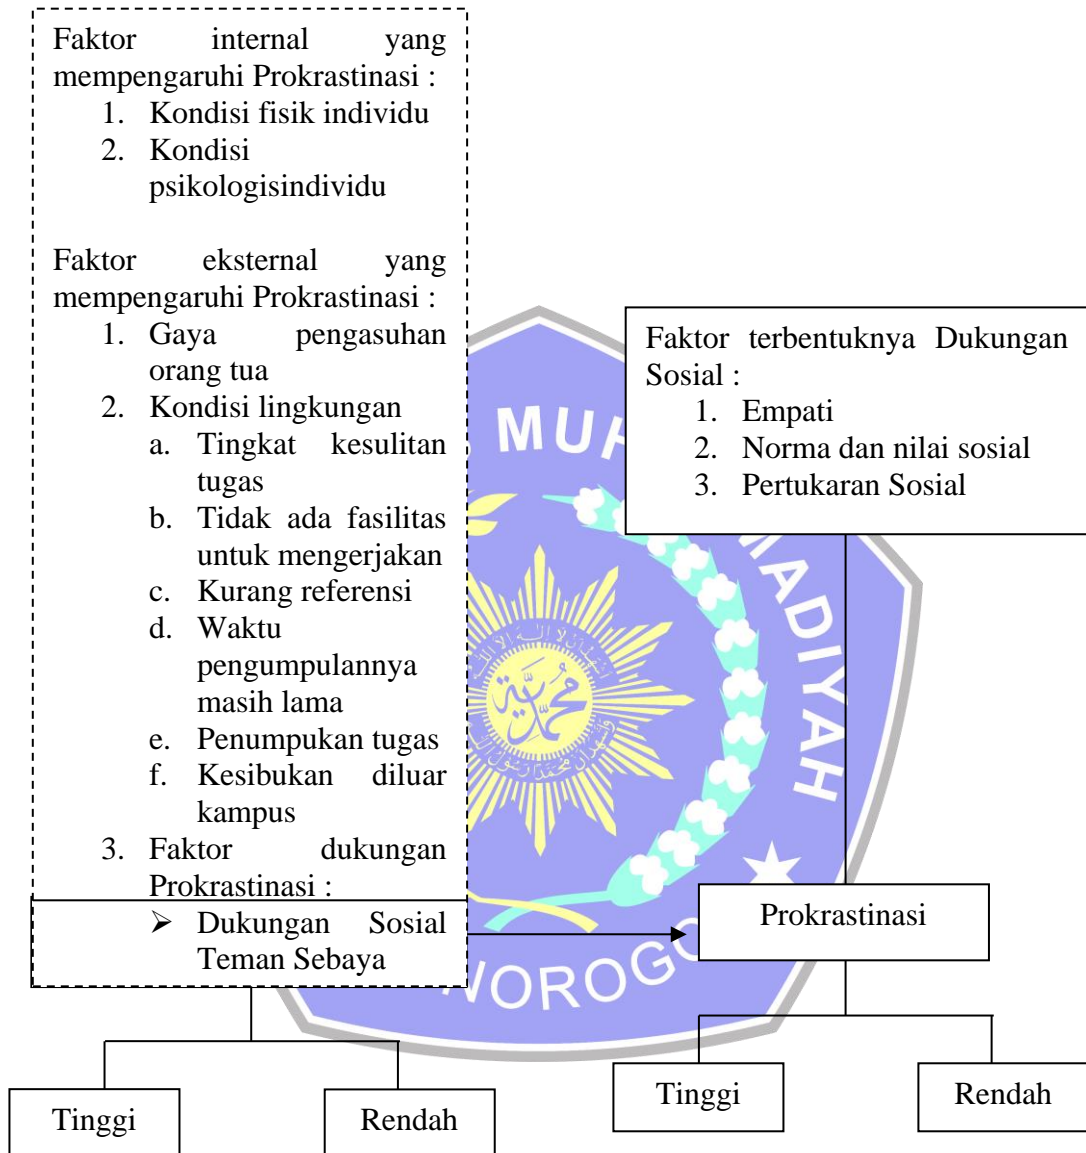 Faktor internal yang
mempengaruhi Prokrastinasi :
1. Kondisi fisik individu
2. Kondisi
psikologisindividu
Faktor eksternal yang
mempengaruhi Prokrastinasi :
1. Gaya pengasuhan
orang tua
2. Kondisi lingkungan
a. Tingkat kesulitan
tugas
b. Tidak ada fasilitas
untuk mengerjakan
c. Kurang referensi
d. Waktu
pengumpulannya
masih lama
e. Penumpukan tugas
f. Kesibukan diluar
kampus
3. Faktor dukungan
Prokrastinasi :
➢ Dukungan Sosial
Teman Sebaya
Tinggi
Rendah
Faktor terbentuknya Dukungan
Sosial :
1. Empati
2. Norma dan nilai sosial
3. Pertukaran Sosial
Prokrastinasi
Tinggi
Rendah
S MUH
MADIYAH
NOROGO
محمدية